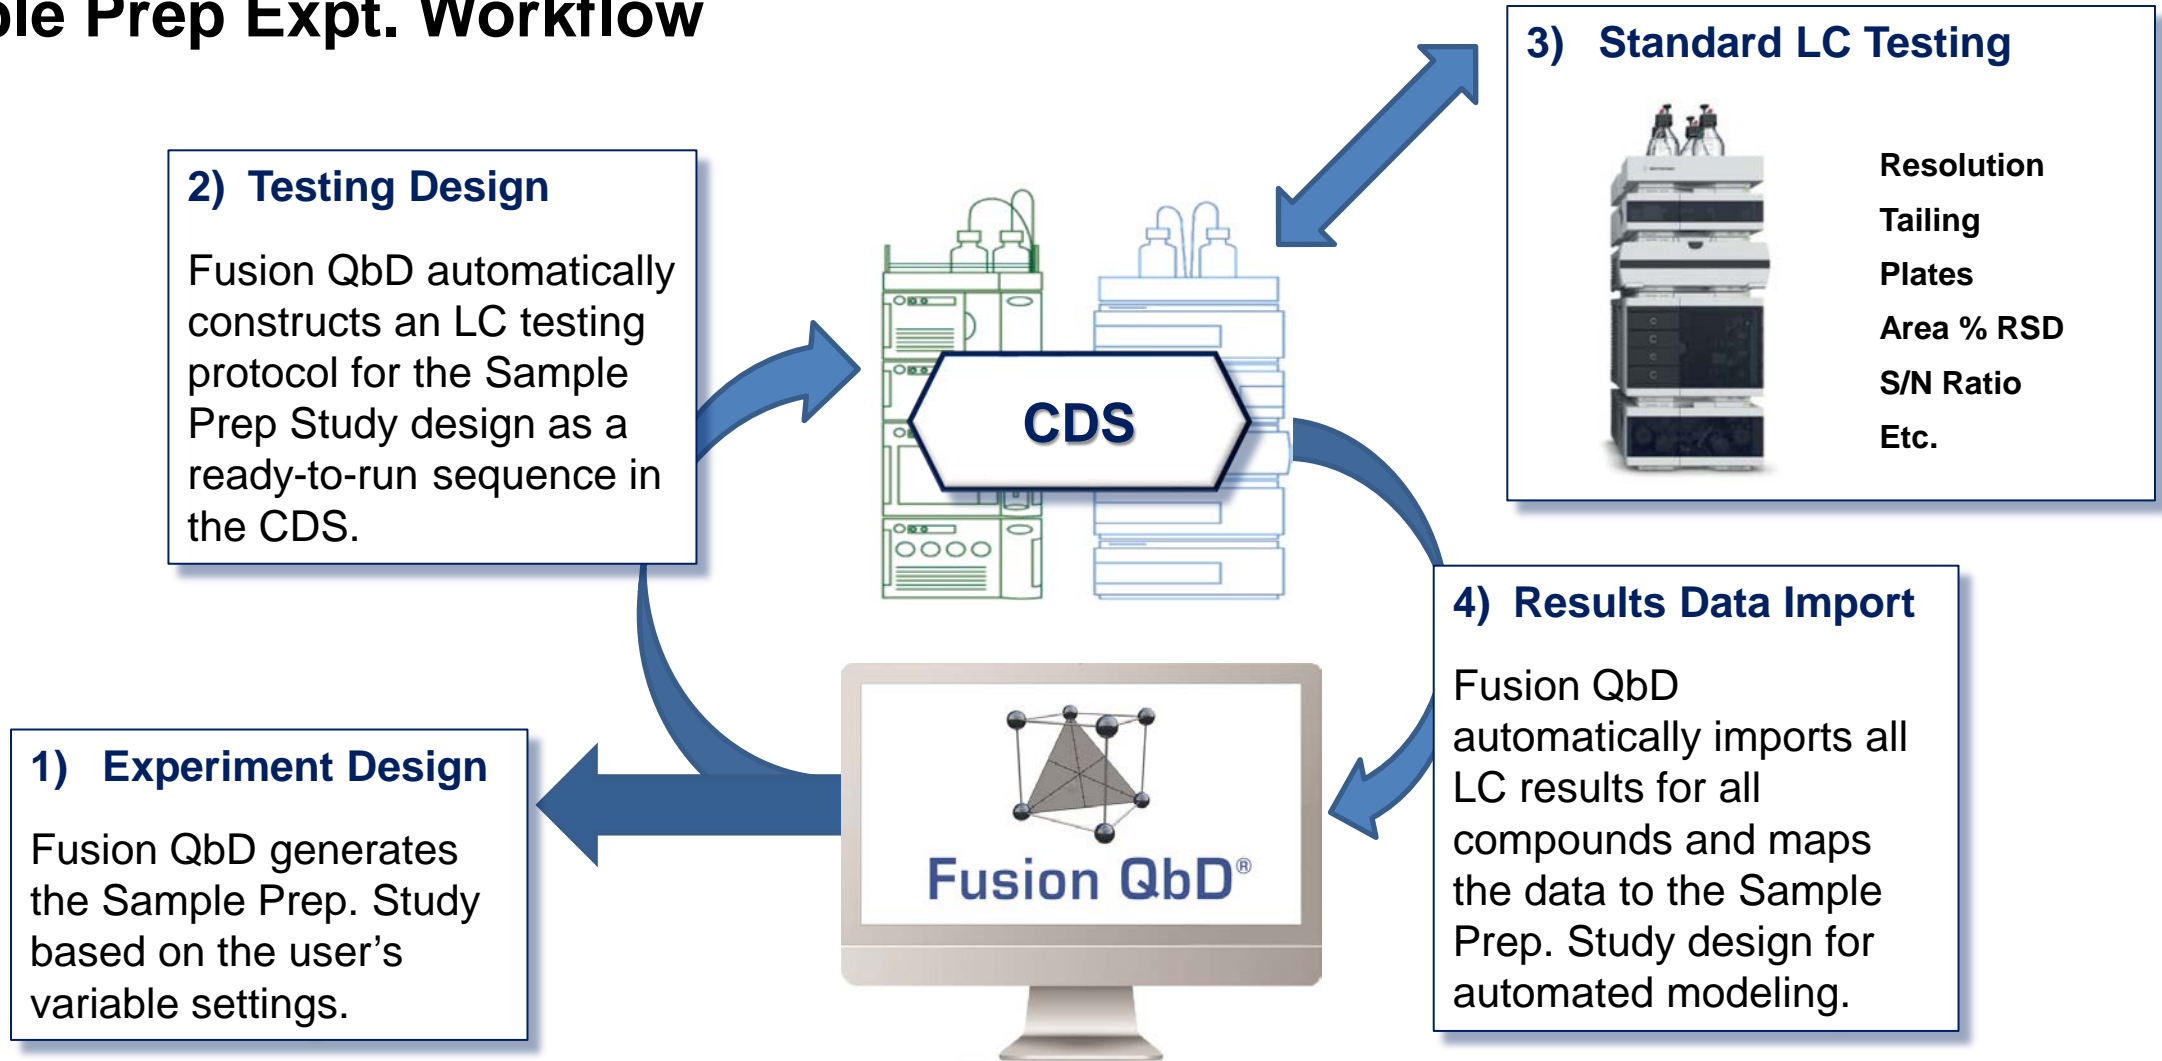 ple Prep Expt. Workflow
3) Standard LC Testing
Resolution
Tailing
Plates
Area % RSD
S/N Ratio
Etc.
2) Testing Design
Fusion QbD automatically
constructs an LC testing
protocol for the Sample
Prep Study design as a
ready-to-run sequence in
the CDS.
CDS
4) Results Data Import
Fusion QbD
automatically imports all
LC results for all
compounds and maps
the data to the Sample
Prep. Study design for
automated modeling.
1) Experiment Design
Fusion QbD generates
the Sample Prep. Study
based on the user’s
variable settings.
Fusion QbD®